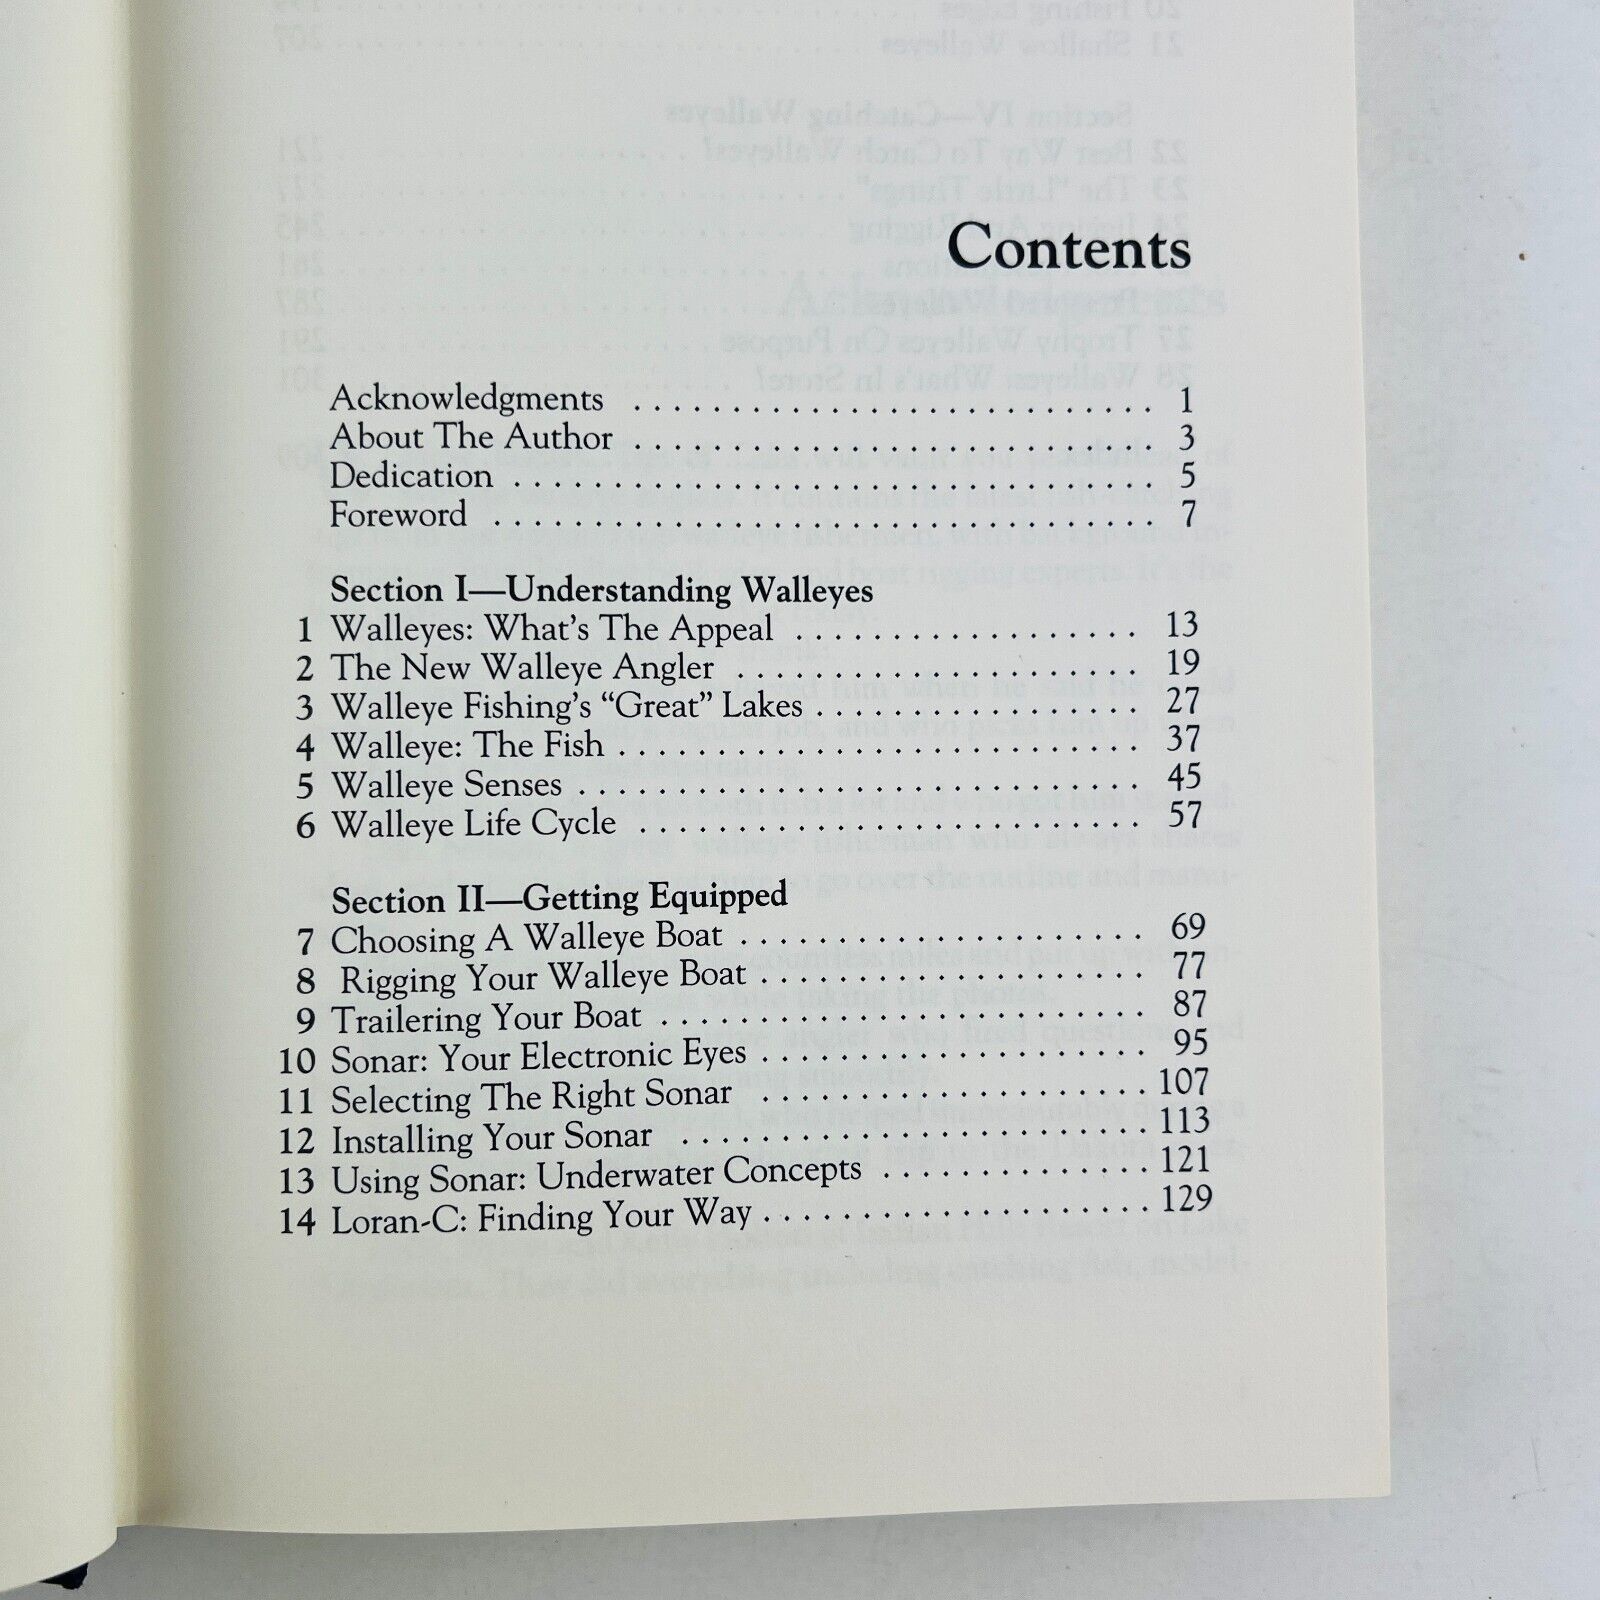 Contents
Acknowledgments . . . . . . . . . . . . . . . . . . . . . . . . . . . 1
About The Author . . . . . . . . . . . . . . . . . . . . . . . . . . . 3
Dedication . . . . . . . . . . . . . . . . . . . . . . . . . . . . . . . . . 5
Foreword . . . . . . . . . . . . . . . . . . . . . . . . . . . . . . . . . . 7
Section I—Understanding Walleyes
1 Walleyes: What's The Appeal . . . . . . . . . . . . . . . . . . 13
2 The New Walleye Angler . . . . . . . . . . . . . . . . . . . . . 19
3 Walleye Fishing's “Great” Lakes . . . . . . . . . . . . . . . . . 27
4 Walleye: The Fish . . . . . . . . . . . . . . . . . . . . . . . . . . . 37
5 Walleye Senses . . . . . . . . . . . . . . . . . . . . . . . . . . . . . 45
6 Walleye Life Cycle . . . . . . . . . . . . . . . . . . . . . . . . . . 57
Section II—Getting Equipped
7 Choosing A Walleye Boat . . . . . . . . . . . . . . . . . . . . . 69
8 Rigging Your Walleye Boat . . . . . . . . . . . . . . . . . . . . 77
9 Trailering Your Boat . . . . . . . . . . . . . . . . . . . . . . . . . 87
10 Sonar: Your Electronic Eyes . . . . . . . . . . . . . . . . . . . . 95
11 Selecting The Right Sonar . . . . . . . . . . . . . . . . . . . . 107
12 Installing Your Sonar . . . . . . . . . . . . . . . . . . . . . . . . 113
13 Using Sonar: Underwater Concepts . . . . . . . . . . . . . . 121
14 Loran-C: Finding Your Way . . . . . . . . . . . . . . . . . . . . 129